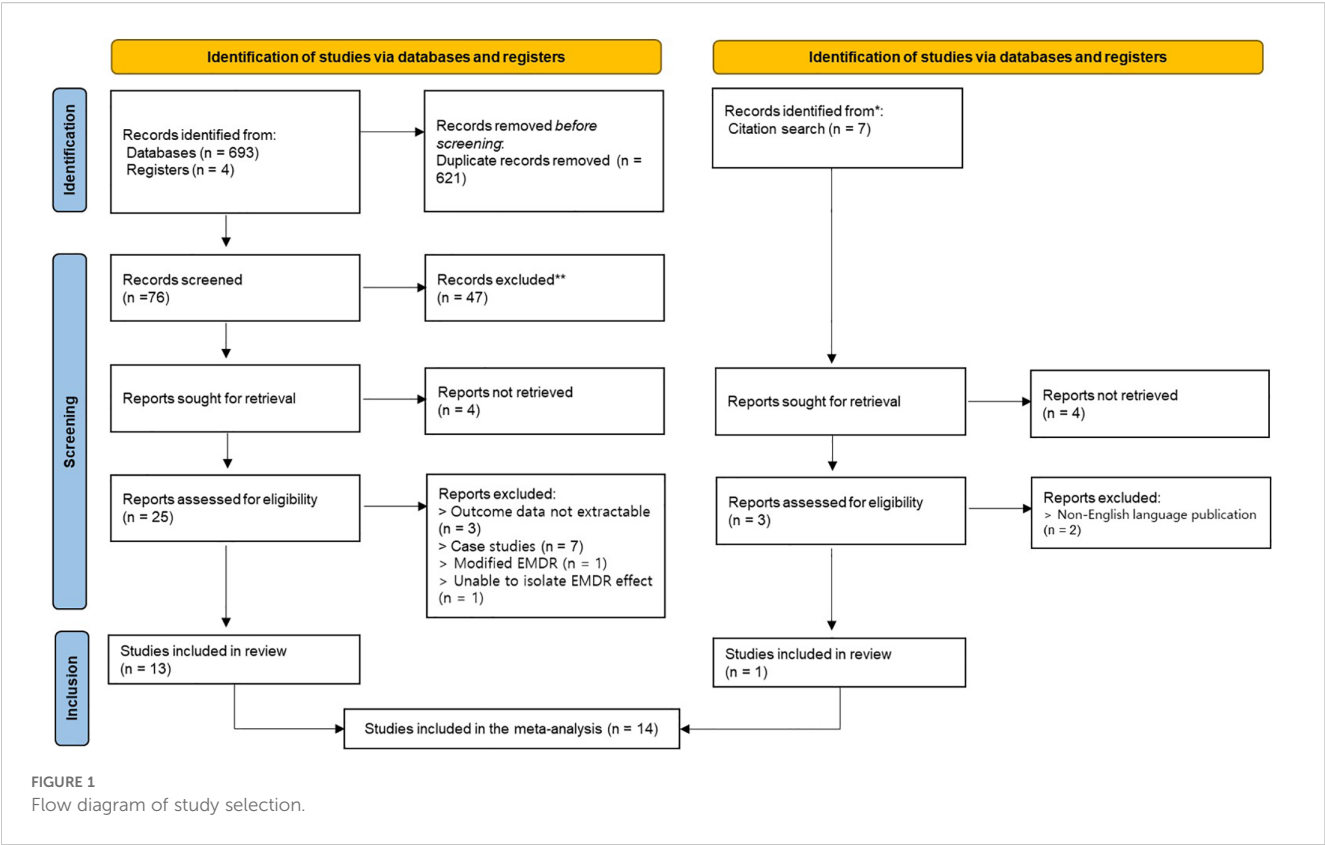 Identification of studies via databases and registers
Identification of studies via databases and registers
Identification
Records identified from:
Databases (n = 693)
Registers (n = 4)
Records removed before
screening:
Duplicate records removed (n =
621)
Records identified from*:
Citation search (n = 7)
Screening
Records screened
(n =76)
Records excluded**
(n = 47)
Reports sought for retrieval
Reports not retrieved
(n = 4)
Reports sought for retrieval
Reports not retrieved
(n = 4)
Reports assessed for eligibility
(n = 25)
Reports excluded:
> Outcome data not extractable
(n = 3)
> Case studies (n = 7)
> Modified EMDR (n = 1)
> Unable to isolate EMDR effect
(n = 1)
Reports assessed for eligibility
(n = 3)
Reports excluded:
> Non-English language publication
(n = 2)
Inclusion
Studies included in review
(n = 13)
Studies included in review
(n = 1)
Studies included in the meta-analysis (n = 14)
FIGURE 1
Flow diagram of study selection.